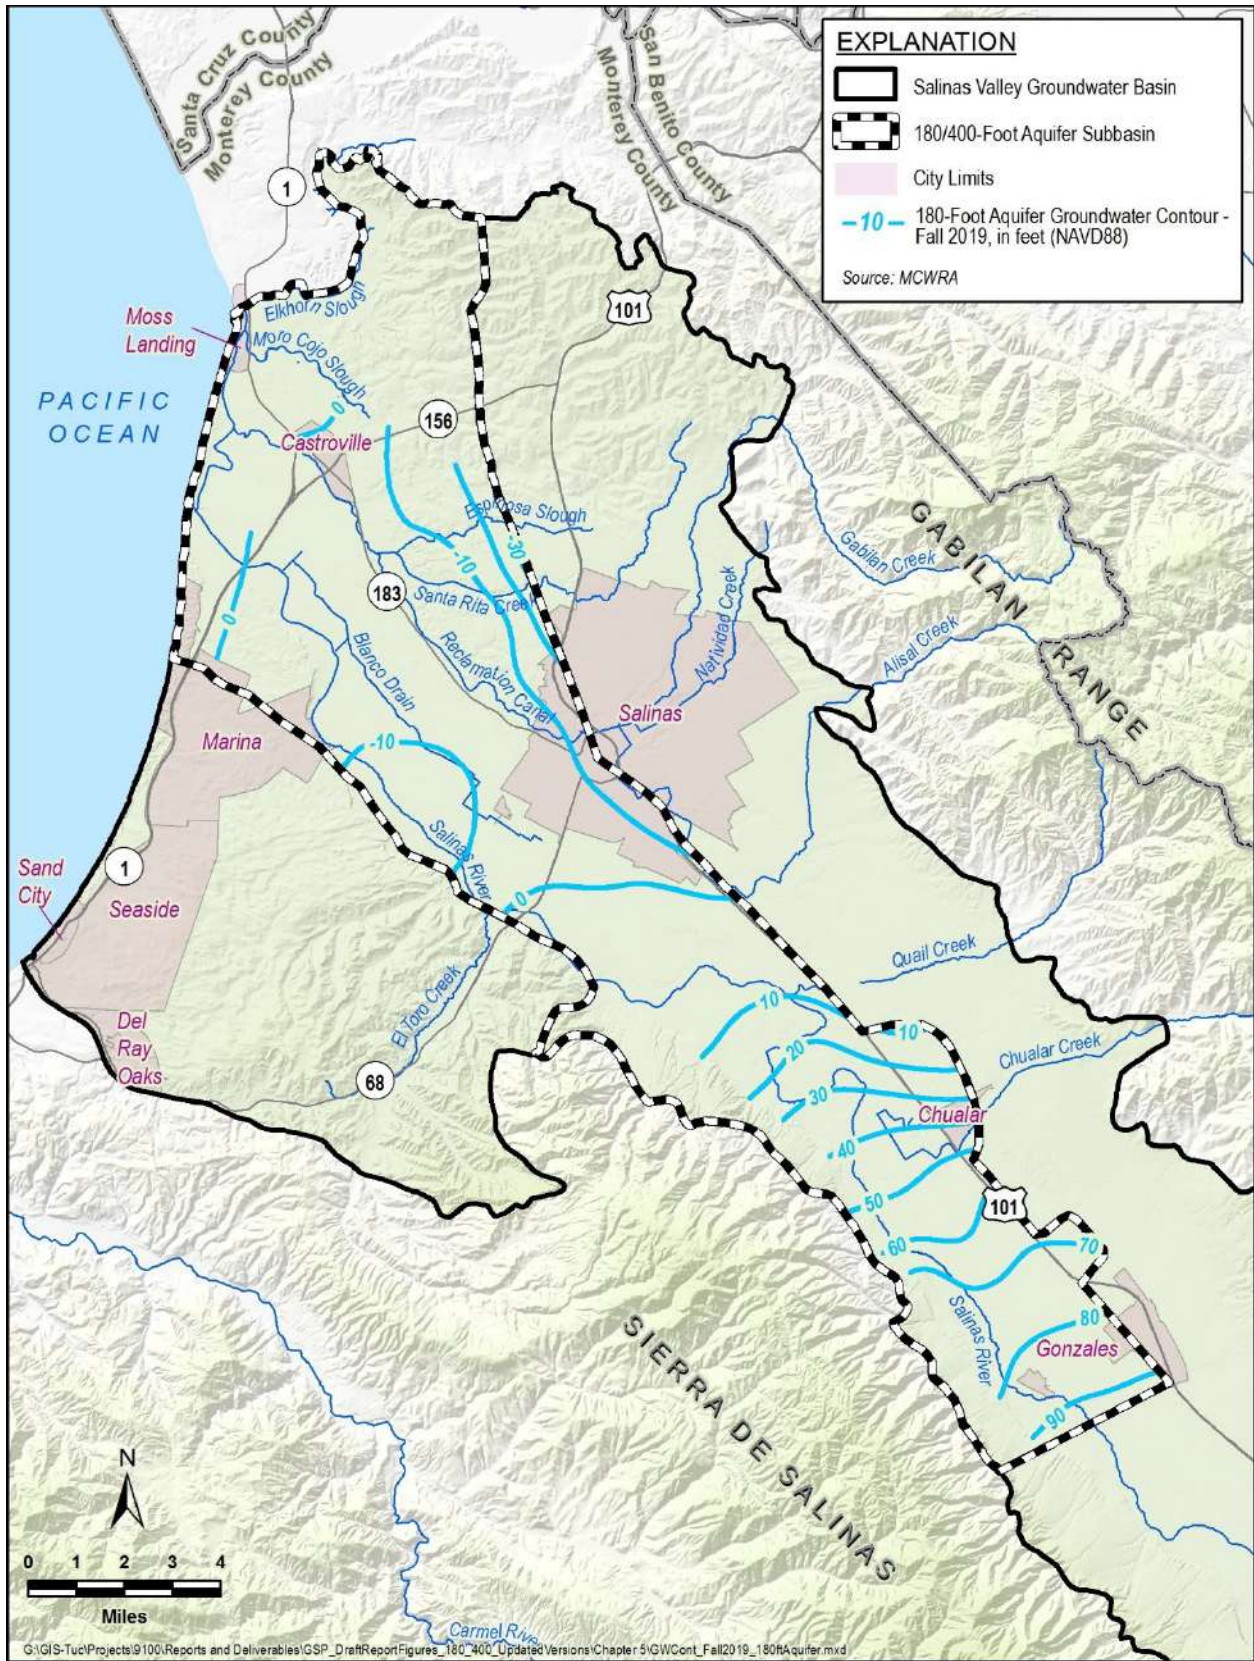 EXPLANATION
Salinas Valley Groundwater Basin
180/400-Foot Aquifer Subbasin
City Limits
-10
180-Foot Aquifer Groundwater Contour -
Fall 2019, in feet (NAVD88)
Source: MCWRA
Santa Cruz County
Monterey County
San Benito County
Monterey County
1
101
Elkhorn Slough
Moss
Landing
Moro Cojo Slough
PACIFIC
OCEAN
0
156
Castroville
Espinosa Slough
-30
-10
GABILAN
RANGE
Gabilan Creek
183
Santa Rita Creek
Natividad Creek
0
Blanco Drain
Reclamation Canal
Alisal Creek
Salinas
Marina
-10
Salinas
River
1
Sand
City
Seaside
0
Quail Creek
El Toro Creek
10
10
Del
Ray
Oaks
20
Chualar Creek
68
30
Chualar
40
50
101
60
70
Salinas
River
80
Gonzales
90
SIERRA DE SALINAS
N
0 1 2 3 4
Miles
Carmel River
G:\GIS-Tuc\Projects\9100\Reports and Deliverables\GSP_DraftReportFigures_180_400_UpdatedVersions\Chapter 5\GWCont_Fall2019_180ftAquifer.mxd